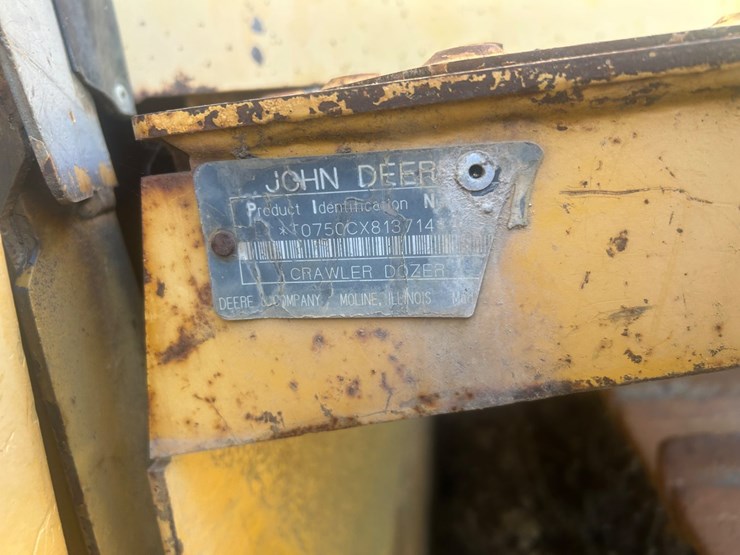 JOHN DEER
Product Identification N
*T0750CX813714
CRAWLER DOZER
DEERE & COMPANY MOLINE, ILLINOIS